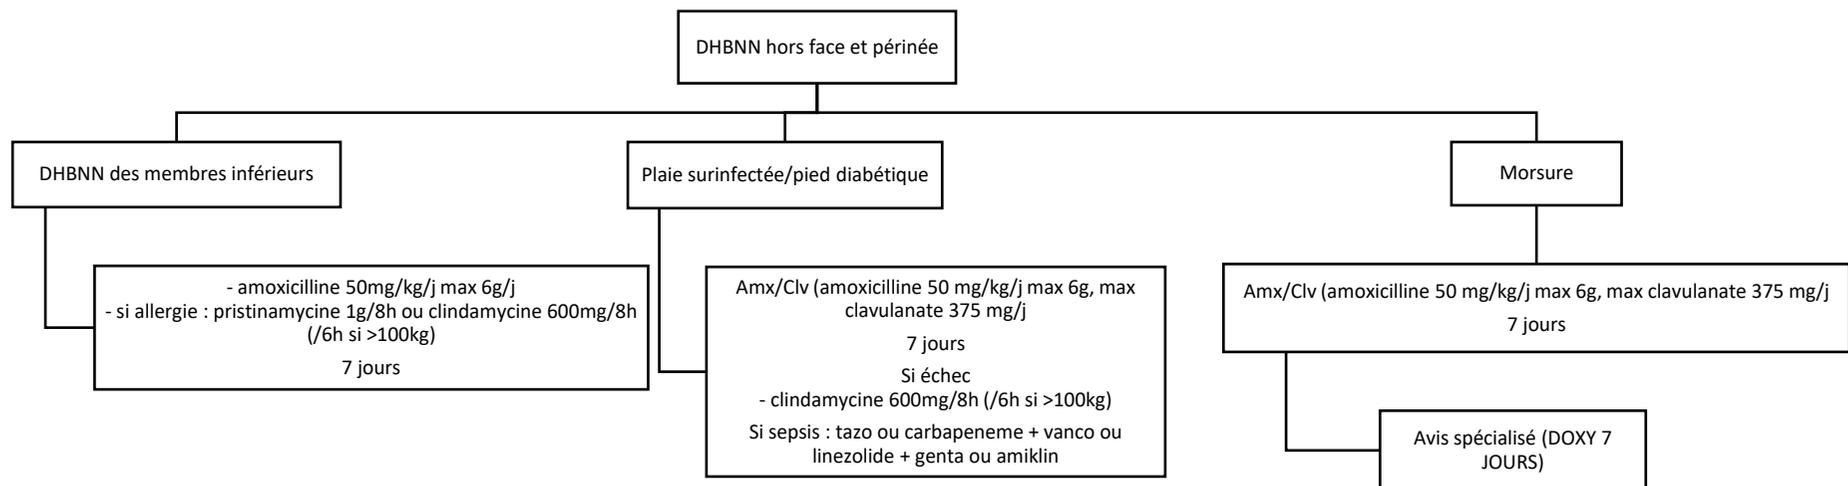 DHBNN hors face et périnée
DHBNN des membres inférieurs
- amoxicilline 50mg/kg/j max 6g/j
- si allergie : pristinamycine 1g/8h ou clindamycine 600mg/8h
(/6h si >100kg)
7 jours
Plaie surinfectée/pied diabétique
Amx/Clv (amoxicilline 50 mg/kg/j max 6g, max
clavulanate 375 mg/j
7 jours
Si échec
- clindamycine 600mg/8h (/6h si >100kg)
Si sepsis : tazo ou carbapeneme + vanco ou
linezolide + genta ou amiklin
Morsure
Amx/Clv (amoxicilline 50 mg/kg/j max 6g, max clavulanate 375 mg/j
7 jours
Avis spécialisé (DOXY 7
JOURS)